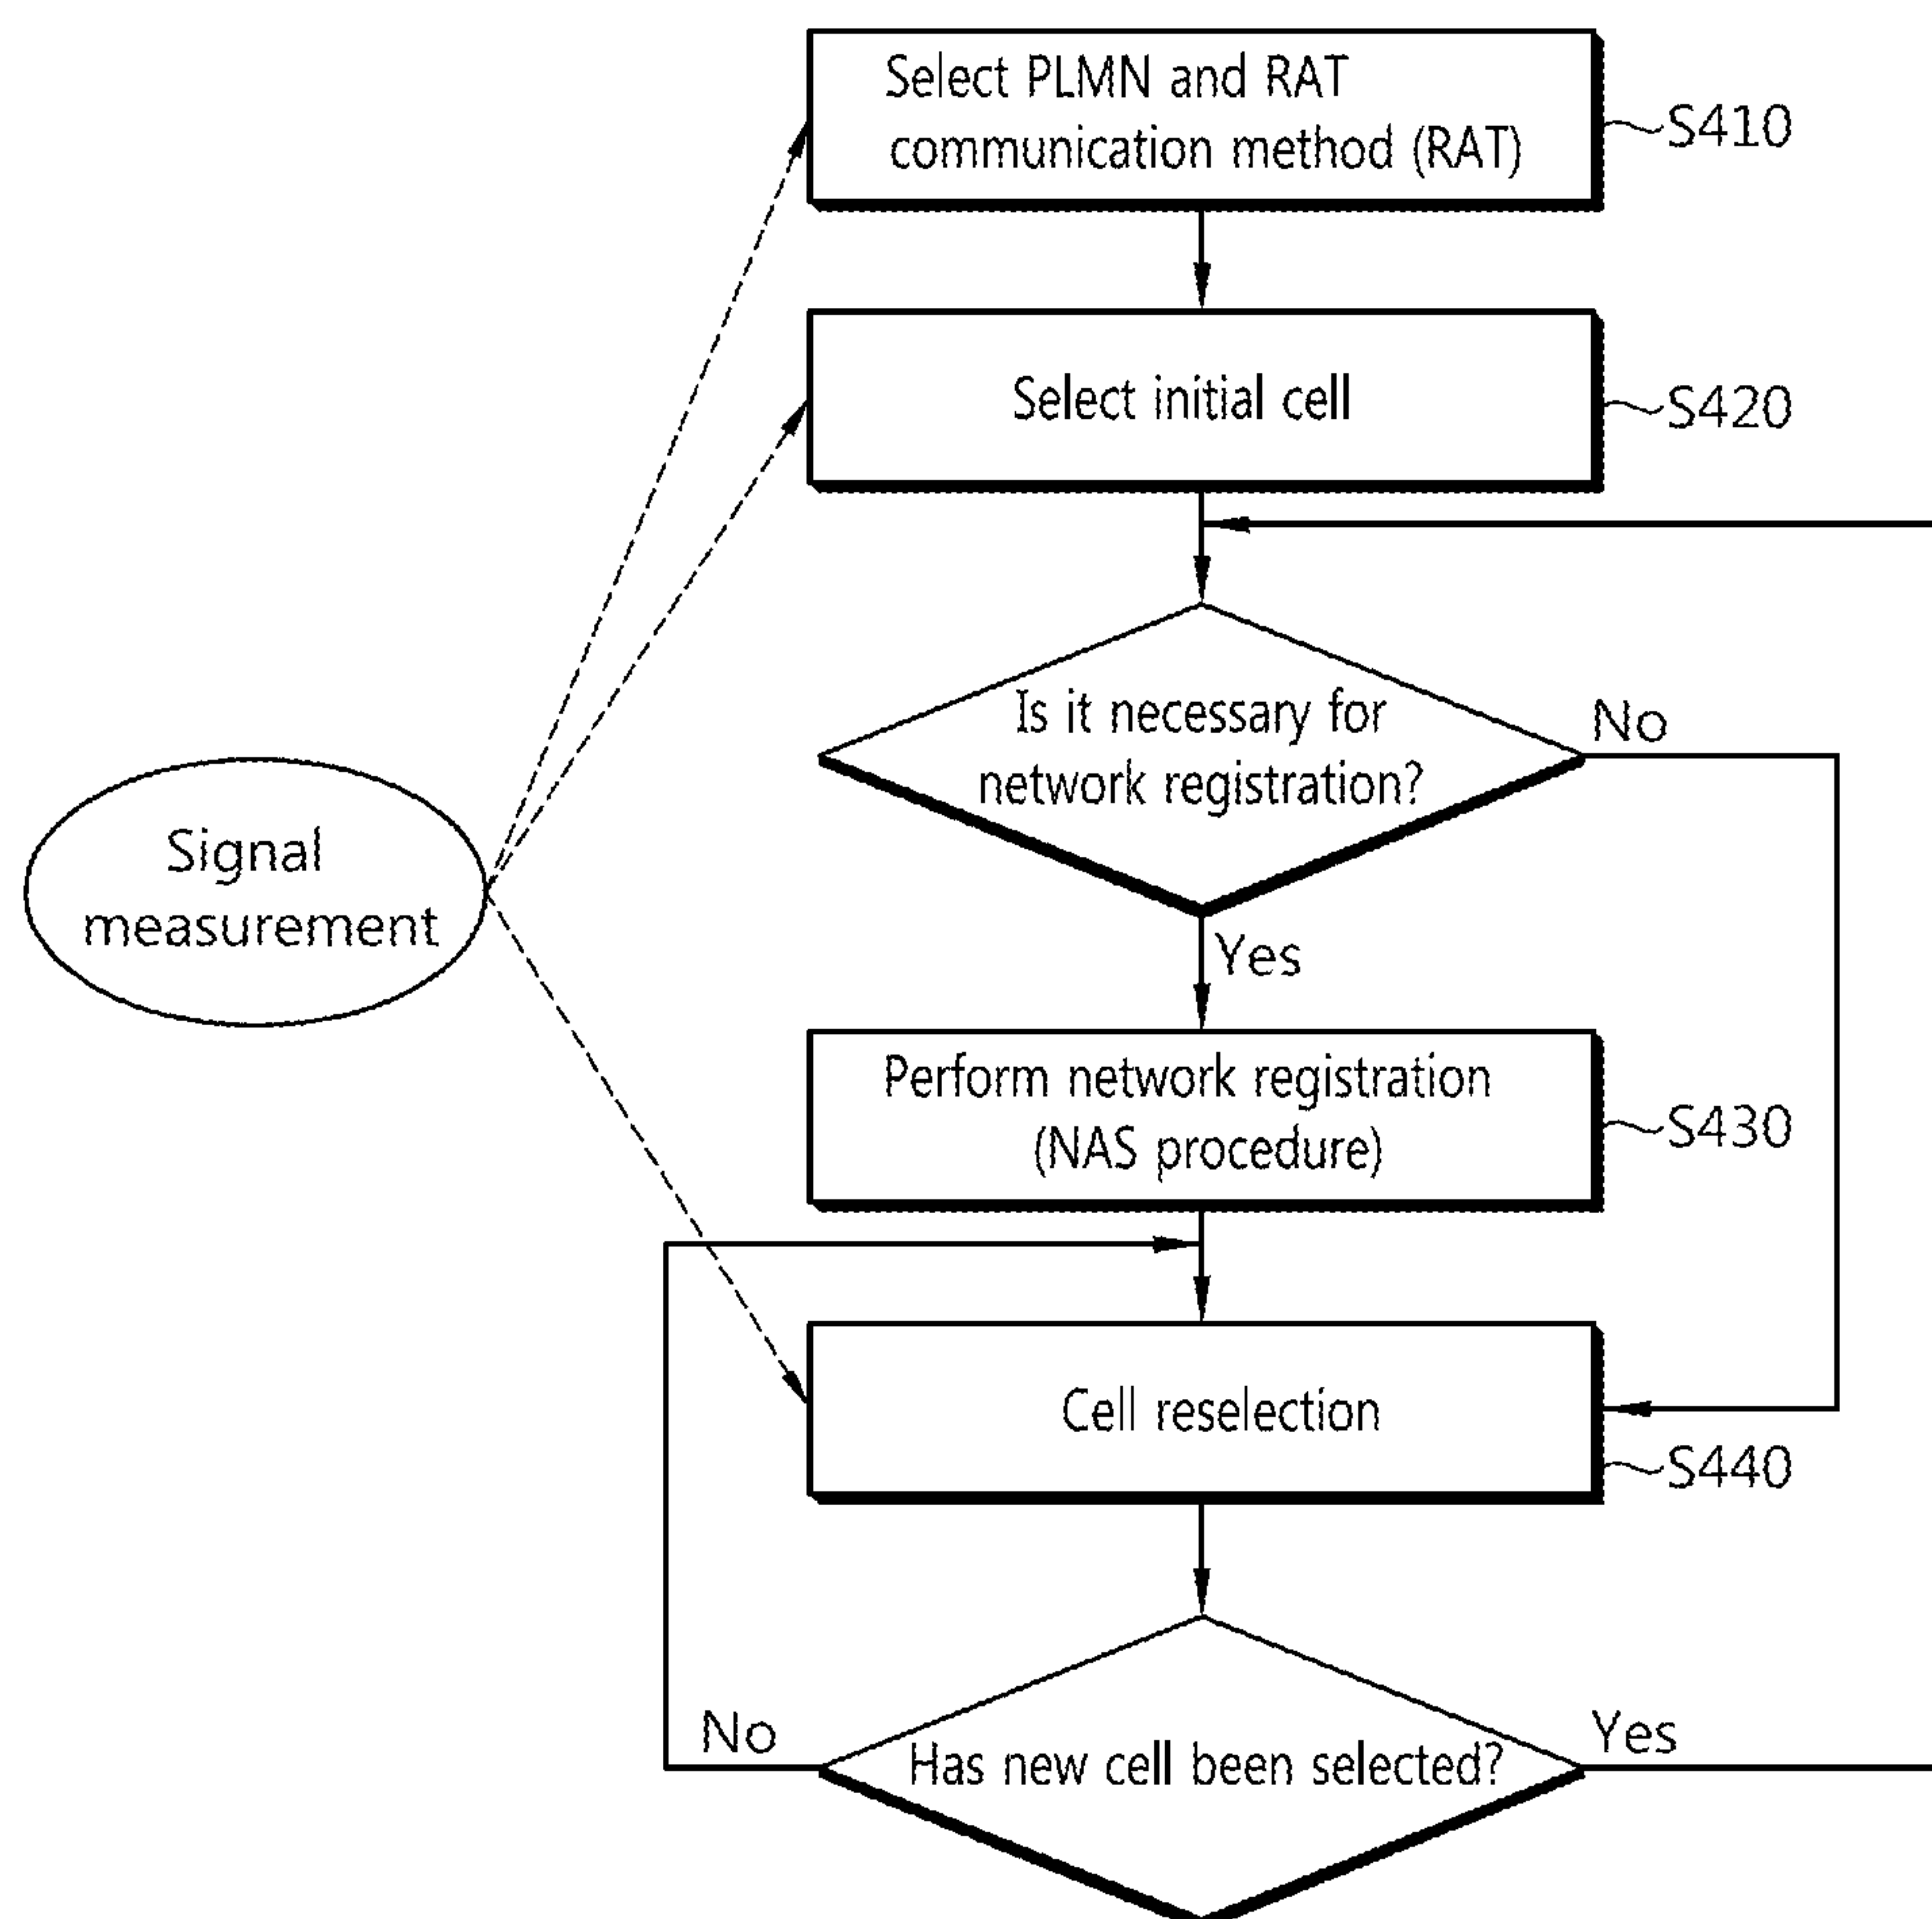 Select PLMN and RAT
communication method (RAT)
S410
Select initial cell
S420
Is it necessary for
network registration?
No
Signal
measurement
Yes
Perform network registration
(NAS procedure)
S430
Cell reselection
S440
No
Has new cell been selected?
Yes